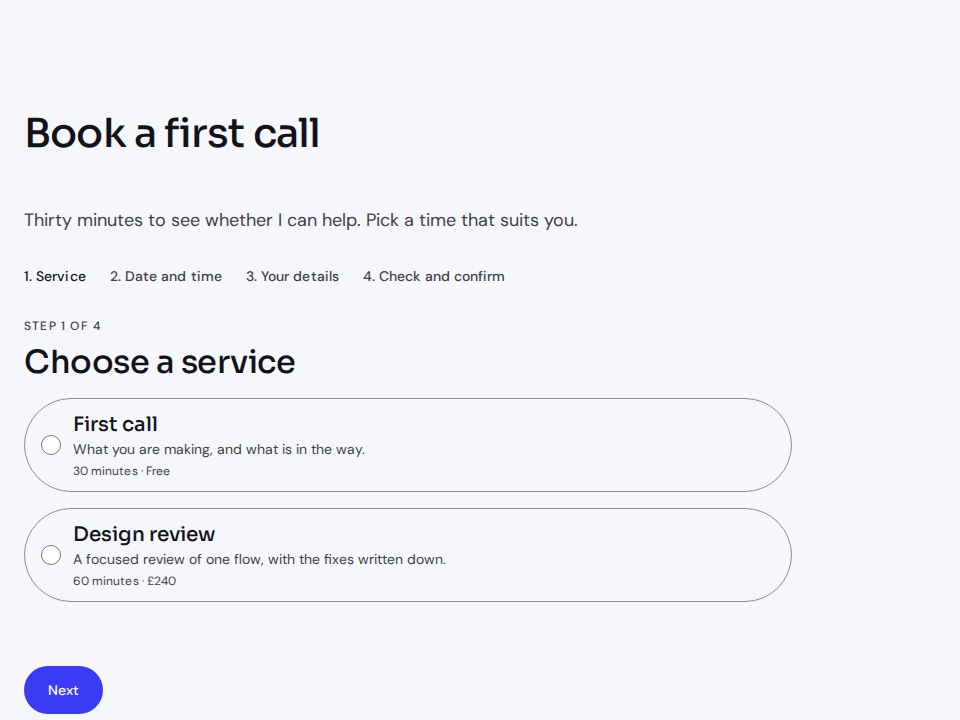 Book a first call
Thirty minutes to see whether I can help. Pick a time that suits you.
1. Service 2. Date and time 3. Your details 4. Check and confirm
STEP 1 OF 4
Choose a service
First call
What you are making, and what is in the way.
30 minutes · Free
Design review
A focused review of one flow, with the fixes written down.
60 minutes · £240
Next